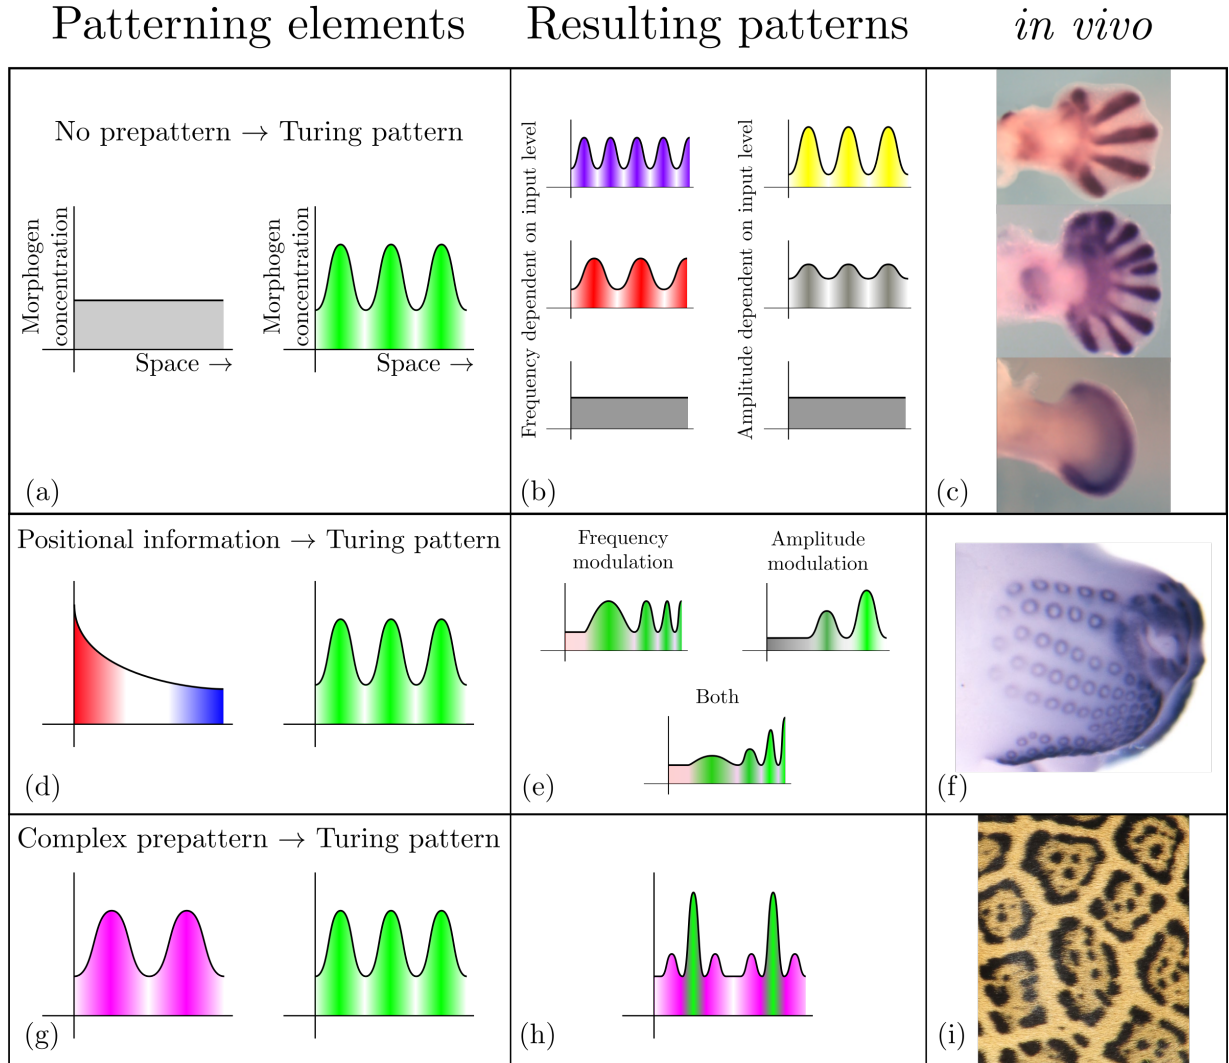 Patterning elements
Resulting patterns
in vivo
No prepattern → Turing pattern
Morphogen
concentration
Space →
Morphogen
concentration
Space →
(a)
Frequency dependent on input level
Amplitude dependent on input level
(b)
(c)
Positional information → Turing pattern
(d)
Frequency
modulation
Amplitude
modulation
Both
(e)
(f)
Complex prepattern → Turing pattern
(g)
(h)
(i)